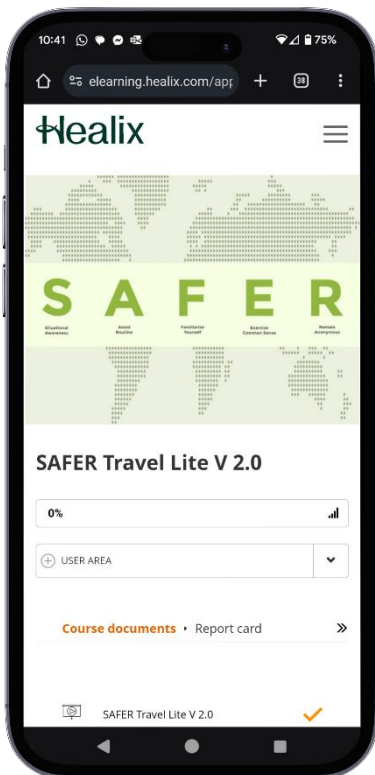 10:41 75%
elearning.healix.com/app 38
Healix
S A F E R
Situational Awareness Avoid Routine Familiarise Yourself Exercise Common Sense Remain Anonymous
SAFER Travel Lite V 2.0
0%
USER AREA
Course documents • Report card »
SAFER Travel Lite V 2.0